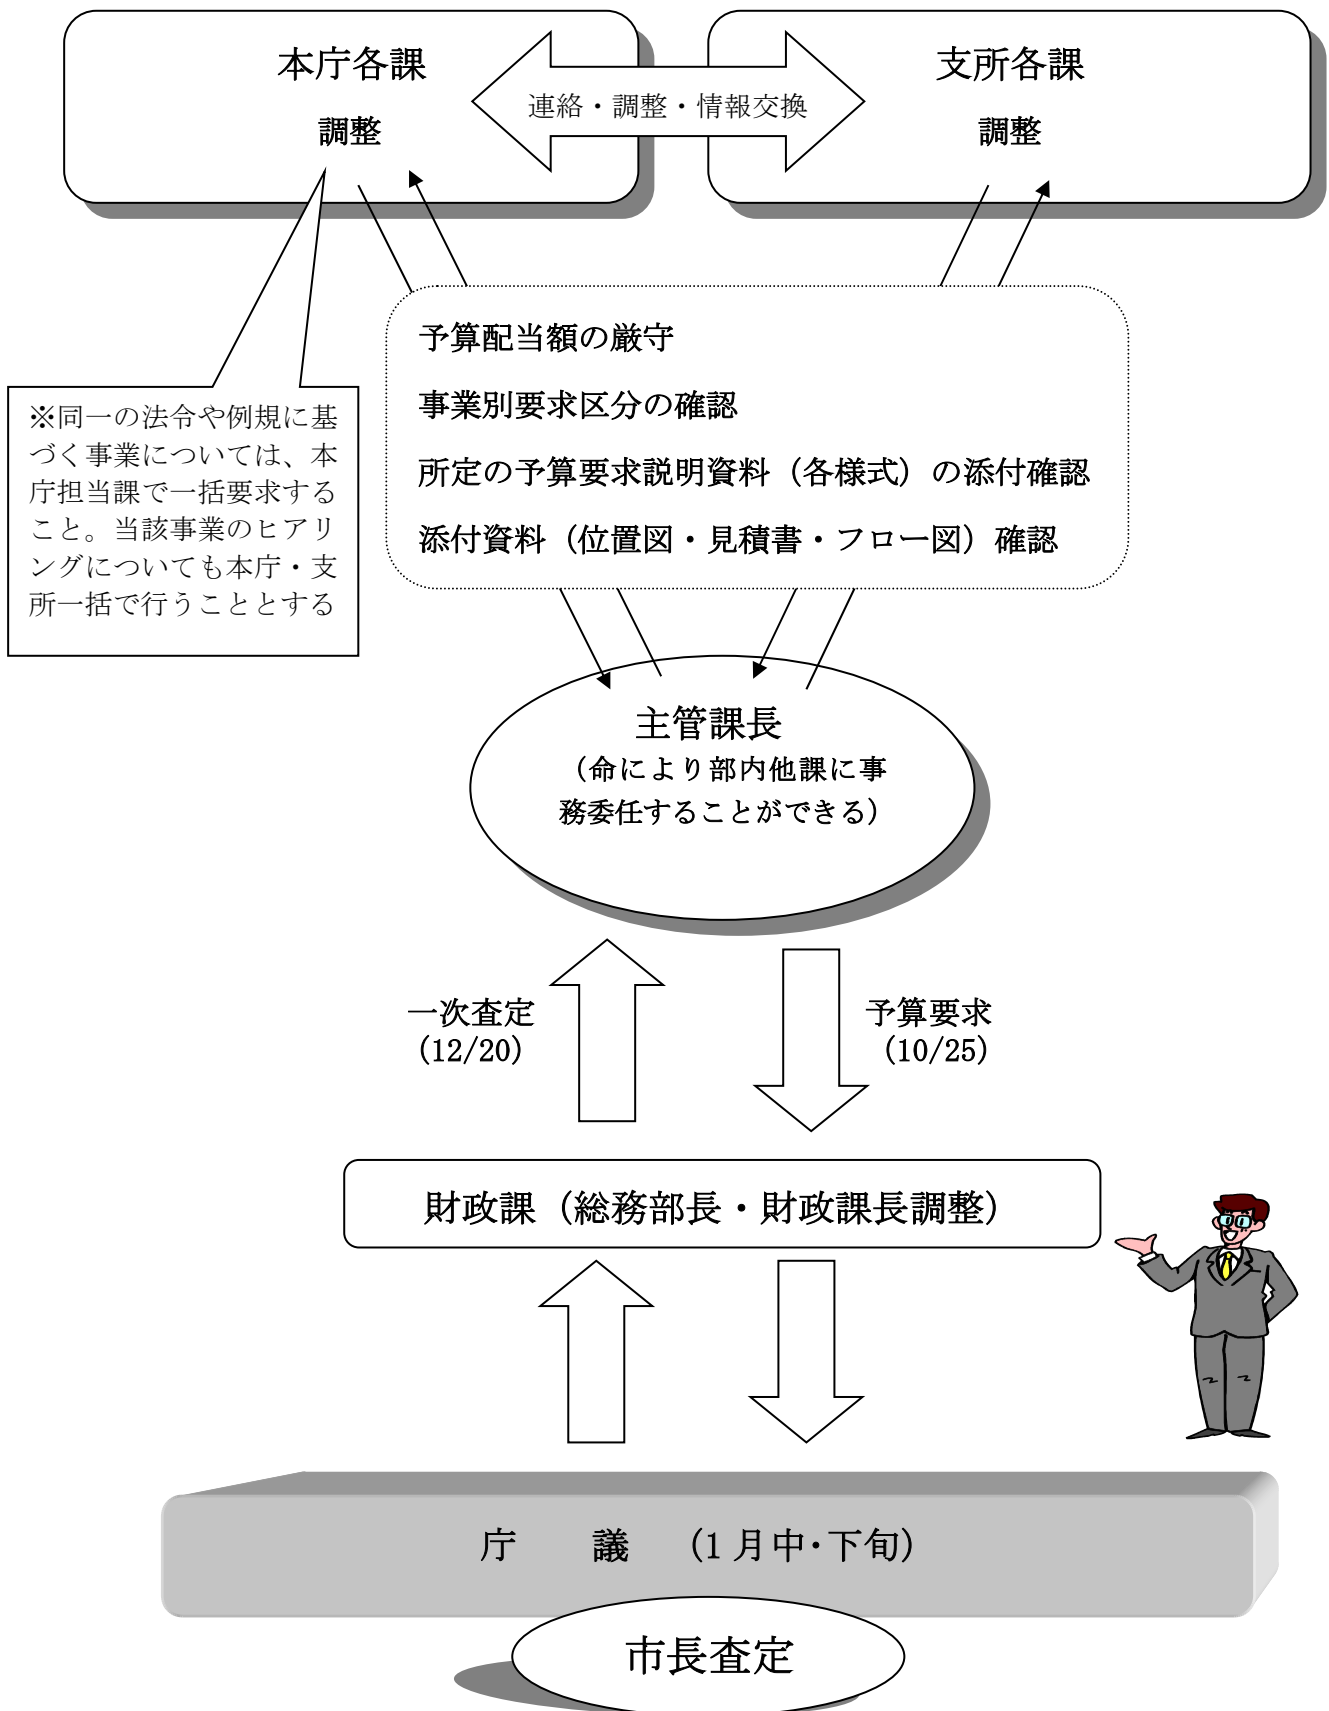 本庁各課
調整
連絡・調整・情報交換
支所各課
調整
予算配当額の厳守
事業別要求区分の確認
所定の予算要求説明資料（各様式）の添付確認
添付資料（位置図・見積書・フロー図）確認
※同一の法令や例規に基
づく事業については、本
庁担当課で一括要求する
こと。当該事業のヒアリ
ングについても本庁・支
所一括で行うこととする
主管課長
（命により部内他課に事
務委任することができる）
一次査定
(12/20)
予算要求
(10/25)
財政課（総務部長・財政課長調整）
庁　議　（1月中・下旬）
市長査定